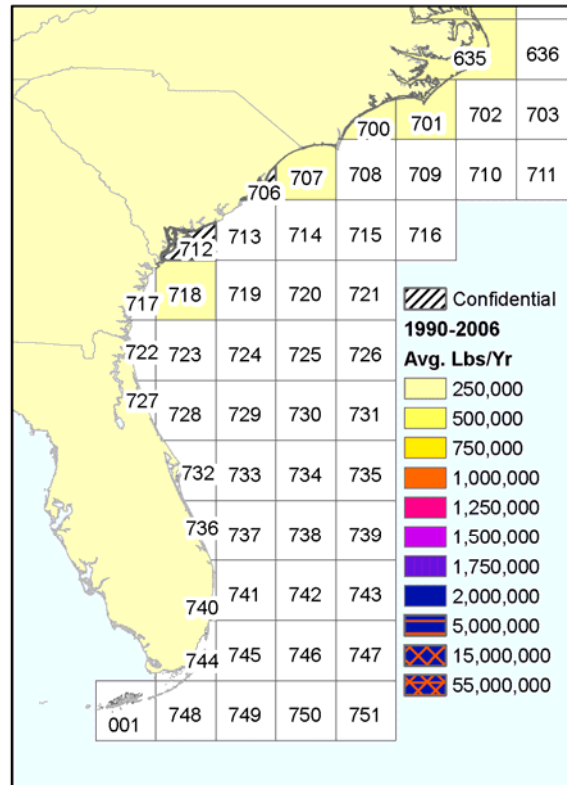 635 636
700 701 702 703
706 707 708 709 710 711
712 713 714 715 716
717 718 719 720 721
722 723 724 725 726
727 728 729 730 731
732 733 734 735
736 737 738 739
740 741 742 743
744 745 746 747
001 748 749 750 751
Confidential
1990-2006
Avg. Lbs/Yr
250,000
500,000
750,000
1,000,000
1,250,000
1,500,000
1,750,000
2,000,000
5,000,000
15,000,000
55,000,000